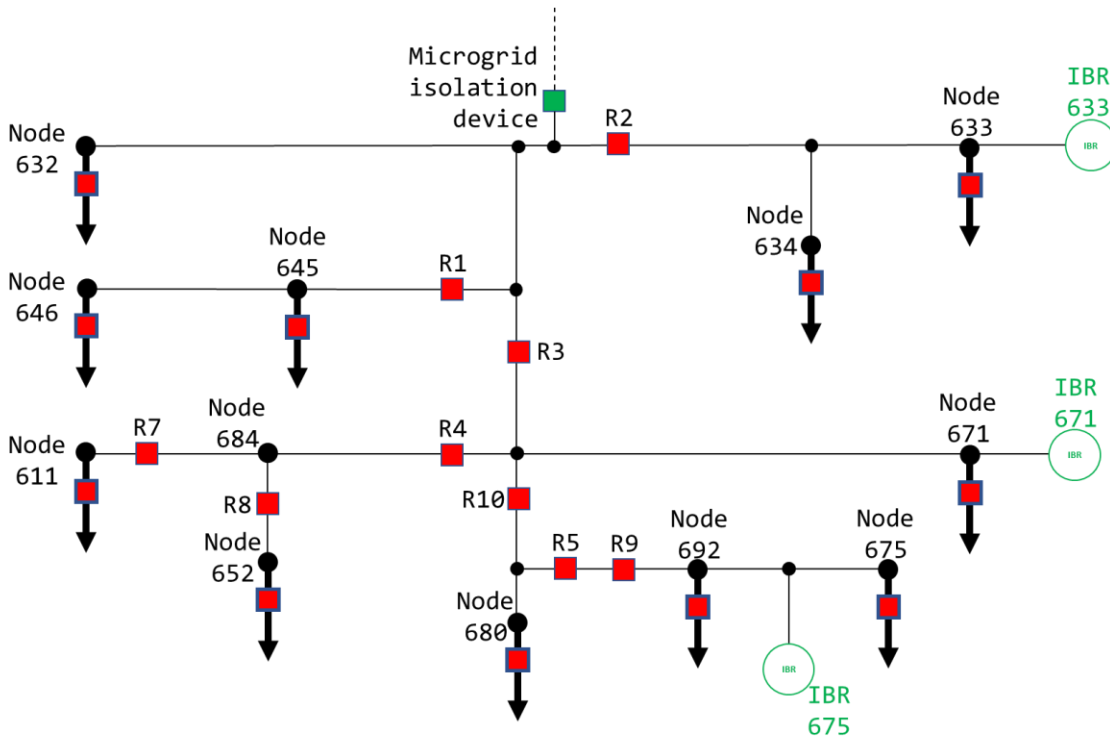 Microgrid
isolation
device
R2
IBR
633
Node
632
Node
633
IBR
Node
645
R1
Node
634
Node
646
R3
IBR
671
Node
684
R7
R4
Node
671
Node
611
IBR
R8
R10
Node
652
R5
R9
Node
692
Node
675
Node
680
IBR
IBR
675